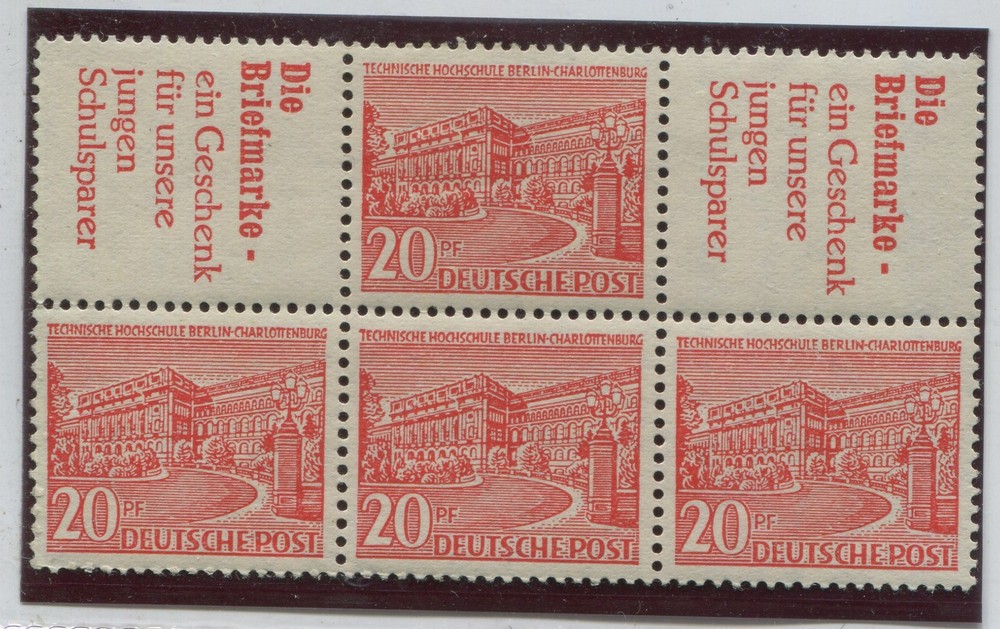 Die
Briefmarke -
ein Geschenk
für unsere
jungen
Schulsparer
TECHNISCHE HOCHSCHULE BERLIN-CHARLOTTENBURG
20 PF
DEUTSCHE POST
Die
Briefmarke -
ein Geschenk
für unsere
jungen
Schulsparer
TECHNISCHE HOCHSCHULE BERLIN-CHARLOTTENBURG
20 PF
DEUTSCHE POST
TECHNISCHE HOCHSCHULE BERLIN-CHARLOTTENBURG
20 PF
DEUTSCHE POST
TECHNISCHE HOCHSCHULE BERLIN-CHARLOTTENBURG
20 PF
DEUTSCHE POST